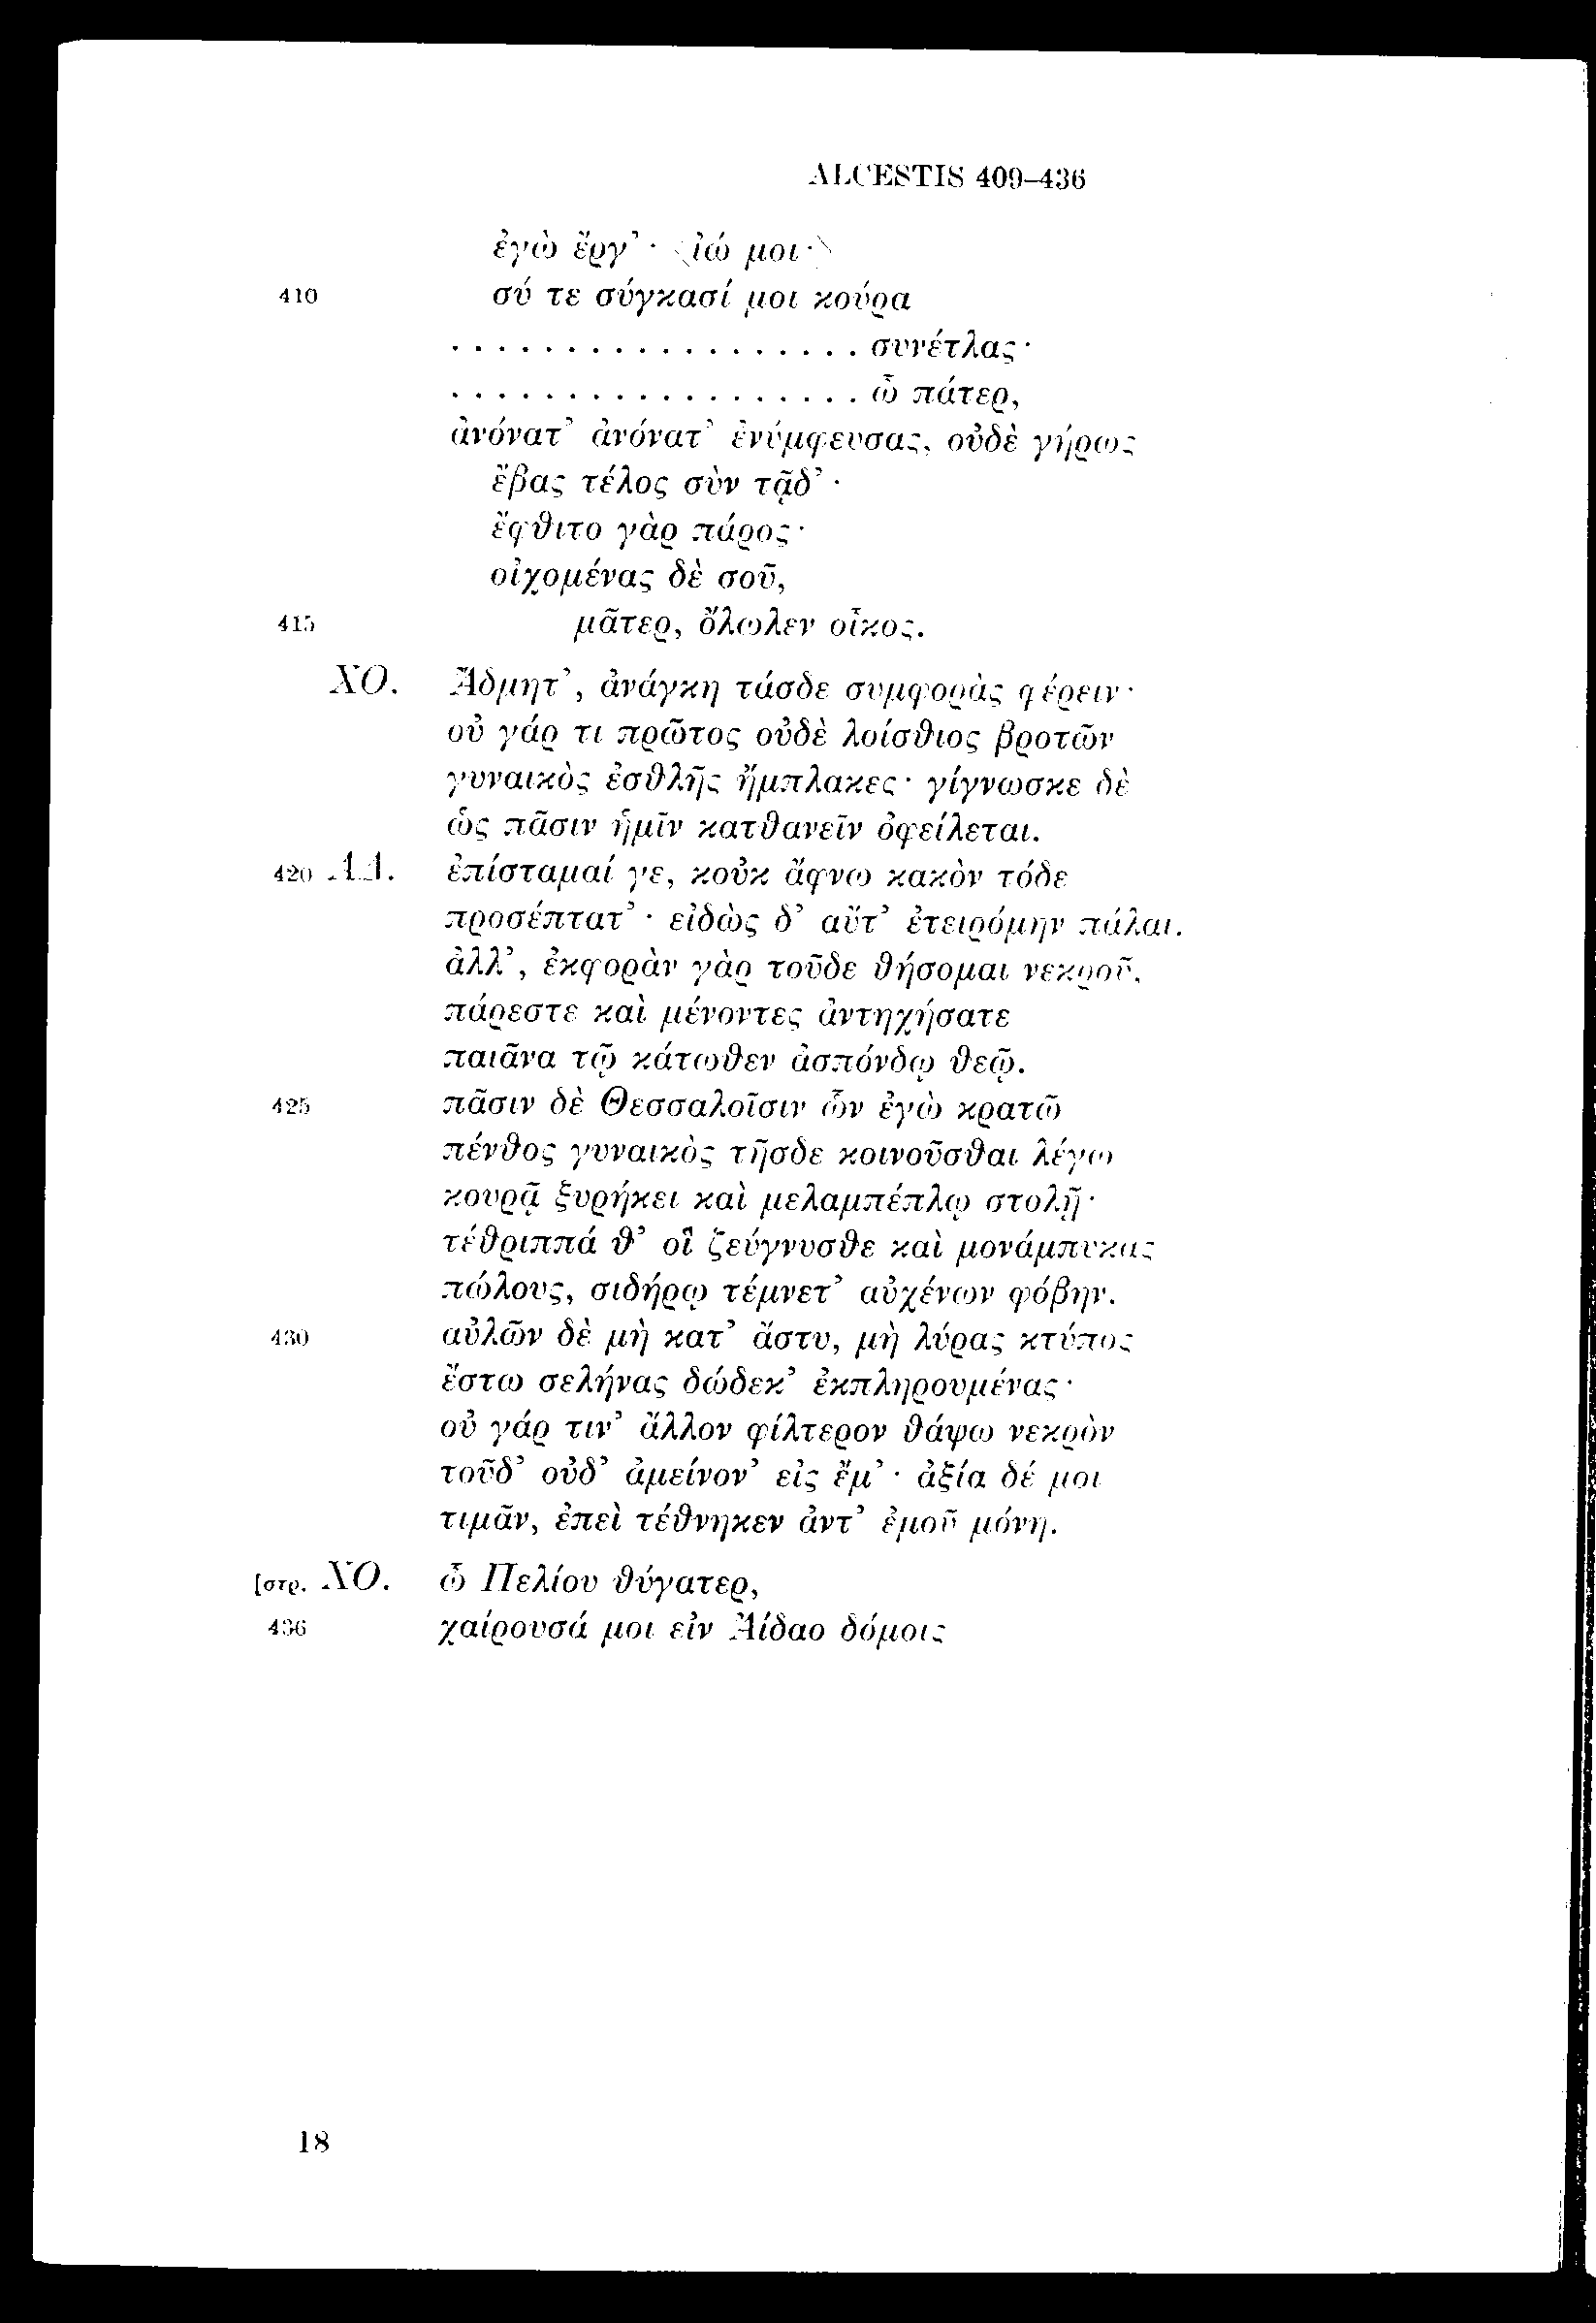 ALCESTIS 409–436
ἐγὼ ἔργ’· ⟨ἰώ μοι·⟩
410 σύ τε σύγκασί μοι κούρα
. . . . . . . . . . . . . . . . . . συνέτλας·
. . . . . . . . . . . . . . . . . . ὦ πάτερ,
ἀνόνατ’ ἀνόνατ’ ἐνύμφευσας, οὐδὲ γήρως
ἔβας τέλος σὺν τᾷδ’·
ἔφθιτο γὰρ πάρος·
οἰχομένας δὲ σοῦ,
415 μᾶτερ, ὄλωλεν οἶκος.
ΧΟ. Ἄδμητ’, ἀνάγκη τάσδε συμφορὰς φέρειν·
οὐ γάρ τι πρῶτος οὐδὲ λοίσθιος βροτῶν
γυναικὸς ἐσθλῆς ἤμπλακες· γίγνωσκε δὲ
ὡς πᾶσιν ἡμῖν κατθανεῖν ὀφείλεται.
420 ΑΔ. ἐπίσταμαί γε, κοὐκ ἄφνω κακὸν τόδε
προσέπτατ’· εἰδὼς δ’ αὔτ’ ἐτειρόμην πάλαι.
ἀλλ’, ἐκφορὰν γὰρ τοῦδε θήσομαι νεκροῦ,
πάρεστε καὶ μένοντες ἀντηχήσατε
παιᾶνα τῷ κάτωθεν ἀσπόνδῳ θεῷ.
425 πᾶσιν δὲ Θεσσαλοῖσιν ὧν ἐγὼ κρατῶ
πένθος γυναικὸς τῆσδε κοινοῦσθαι λέγω
κουρᾷ ξυρήκει καὶ μελαμπέπλῳ στολῇ·
τέθριππά θ’ οἳ ζεύγνυσθε καὶ μονάμπυκας
πώλους, σιδήρῳ τέμνετ’ αὐχένων φόβην.
430 αὐλῶν δὲ μὴ κατ’ ἄστυ, μὴ λύρας κτύπος
ἔστω σελήνας δώδεκ’ ἐκπληρουμένας·
οὐ γάρ τιν’ ἄλλον φίλτερον θάψω νεκρὸν
τοῦδ’ οὐδ’ ἀμείνον’ εἰς ἔμ’· ἀξία δέ μοι
τιμᾶν, ἐπεὶ τέθνηκεν ἀντ’ ἐμοῦ μόνη.
[στρ. ΧΟ. ὦ Πελίου θύγατερ,
436 χαίρουσά μοι εἰν Ἀίδαο δόμοις
18